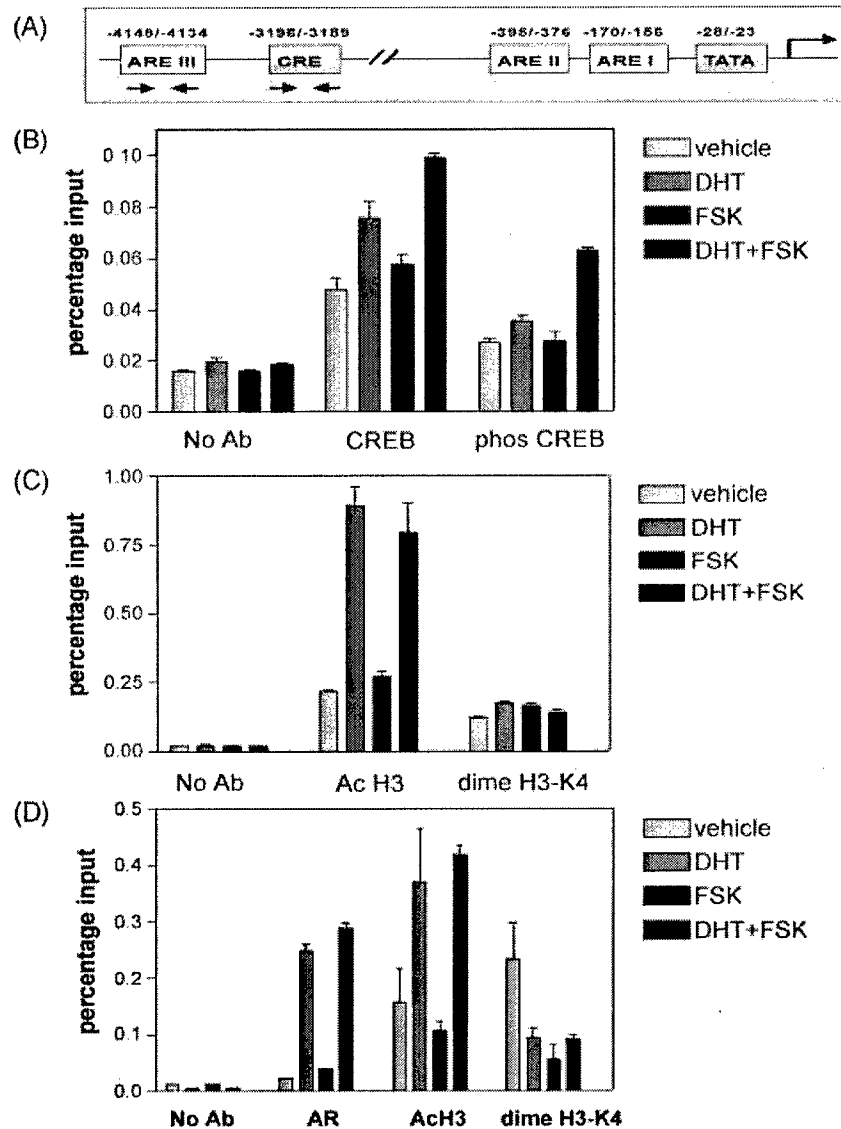 (A)
-4148/-4134 -3196/-3189 -395/-376 -170/-156 -28/-23
ARE III CRE ARE II ARE I TATA
(B)
percentage input
0.10
0.08
0.06
0.04
0.02
0.00
No Ab CREB phos CREB
vehicle
DHT
FSK
DHT+FSK
(C)
percentage input
1.00
0.75
0.50
0.25
0.00
No Ab Ac H3 dime H3-K4
vehicle
DHT
FSK
DHT+FSK
(D)
percentage input
0.5
0.4
0.3
0.2
0.1
0.0
No Ab AR AcH3 dime H3-K4
vehicle
DHT
FSK
DHT+FSK